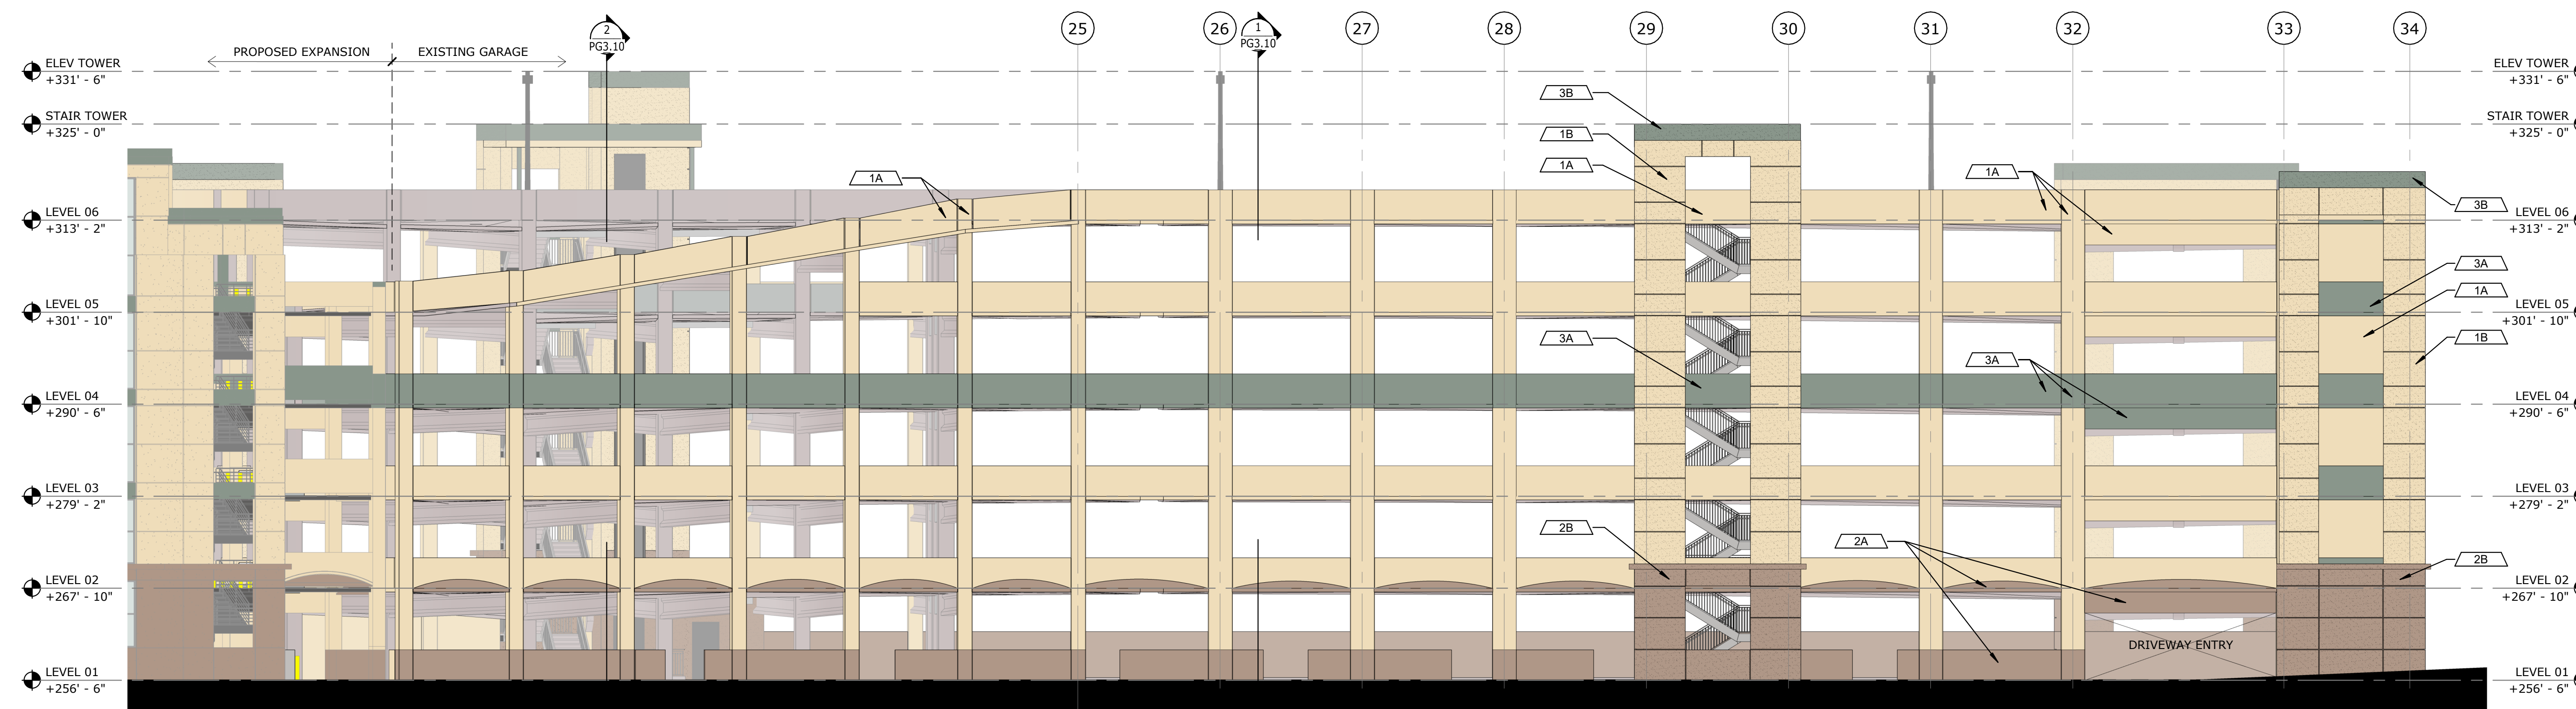 PROPOSED EXPANSION
EXISTING GARAGE
2
PG3.10
25
26
1
PG3.10
27
28
29
30
31
32
33
34
ELEV TOWER
+331' - 6"
ELEV TOWER
+331' - 6"
3B
STAIR TOWER
+325' - 0"
STAIR TOWER
+325' - 0"
1B
1A
1A
1A
3B
LEVEL 06
+313' - 2"
LEVEL 06
+313' - 2"
3A
1A
LEVEL 05
+301' - 10"
LEVEL 05
+301' - 10"
3A
3A
1B
LEVEL 04
+290' - 6"
LEVEL 04
+290' - 6"
LEVEL 03
+279' - 2"
LEVEL 03
+279' - 2"
2B
2A
2B
LEVEL 02
+267' - 10"
LEVEL 02
+267' - 10"
DRIVEWAY ENTRY
LEVEL 01
+256' - 6"
LEVEL 01
+256' - 6"